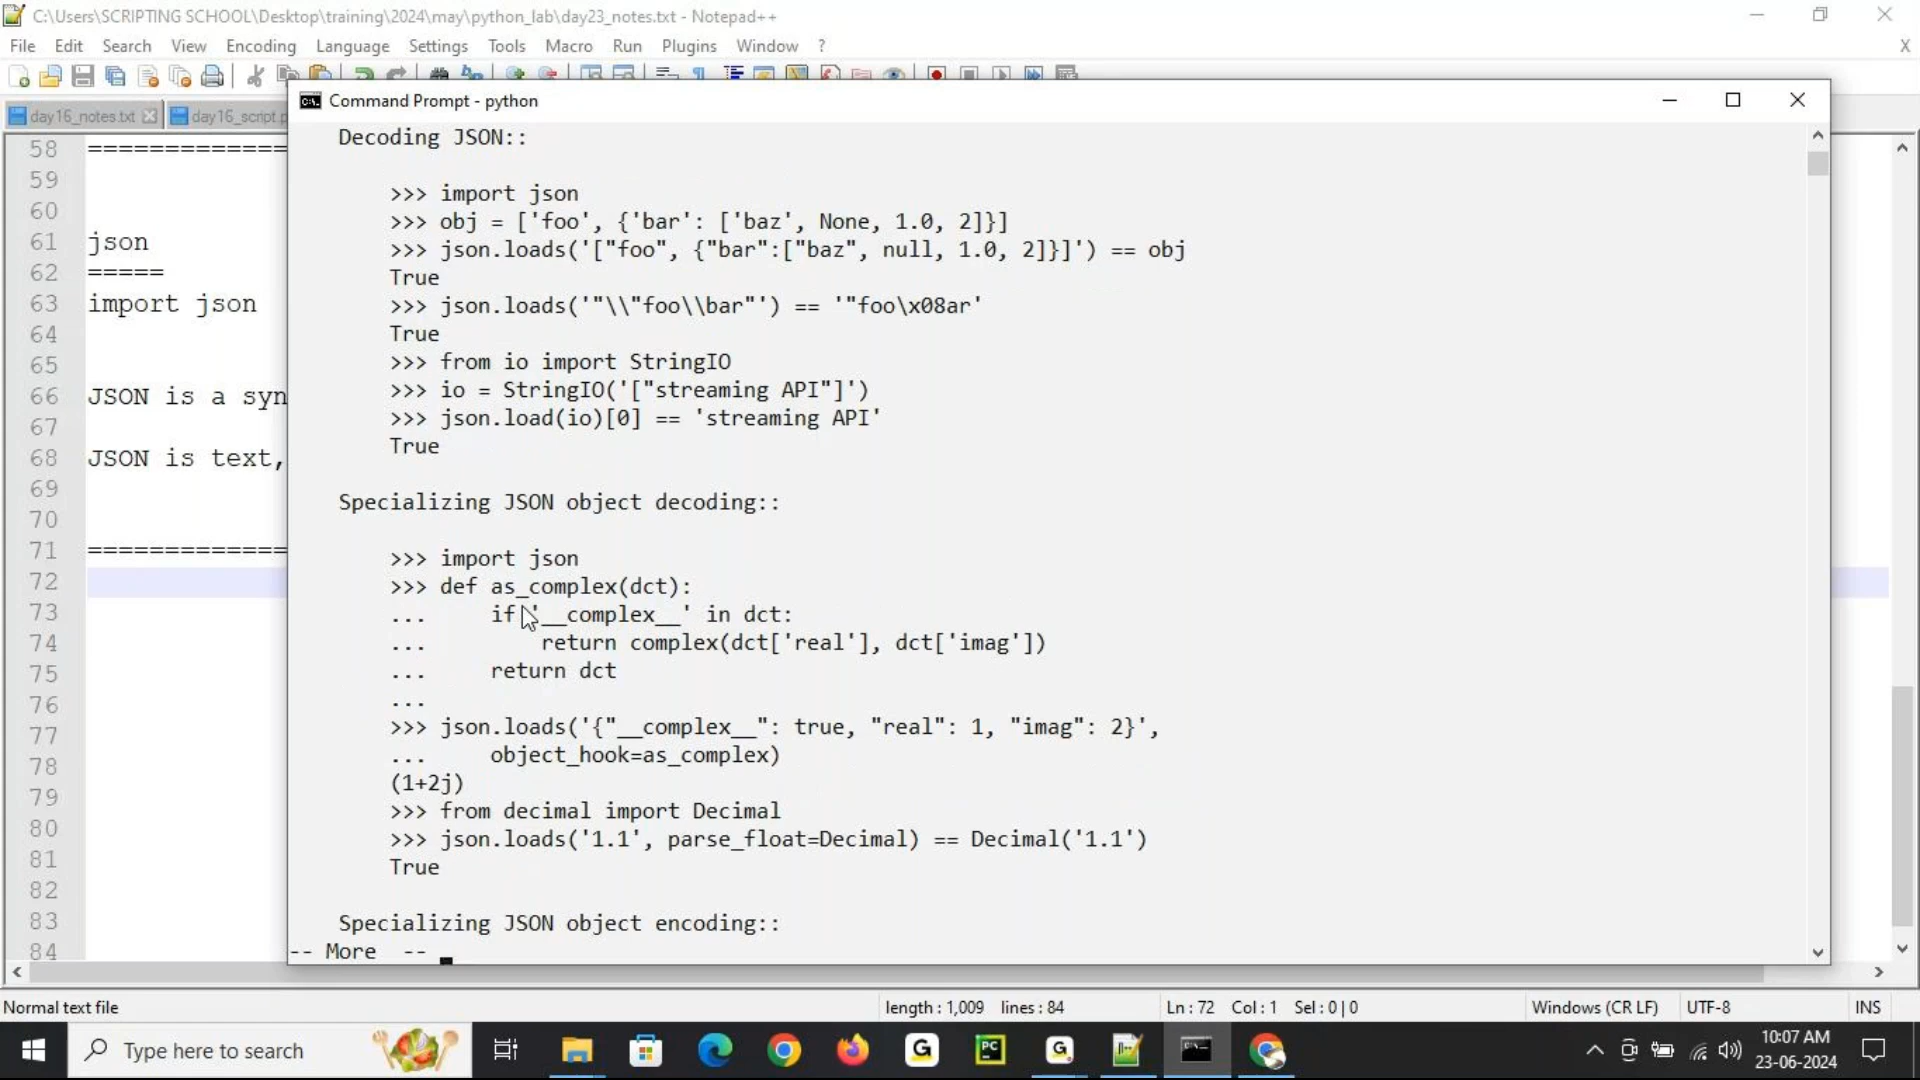 C:\Users\SCRIPTING SCHOOL\Desktop\training\2024\may\python_lab\day23_notes.txt - Notepad++
File Edit Search View Encoding Language Settings Tools Macro Run Plugins Window ? X
day16_notes.txt day16_script.p
Command Prompt - python
58 =============
59
60
61 json
62 =====
63 import json
64
65
66 JSON is a syn
67
68 JSON is text,
69
70
71 =============
72
73
74
75
76
77
78
79
80
81
82
83
84
Decoding JSON::
>>> import json
>>> obj = ['foo', {'bar': ['baz', None, 1.0, 2]}]
>>> json.loads('["foo", {"bar":["baz", null, 1.0, 2]}]') == obj
True
>>> json.loads('"\\"foo\\bar"') == '"foo\x08ar'
True
>>> from io import StringIO
>>> io = StringIO('["streaming API"]')
>>> json.load(io)[0] == 'streaming API'
True
Specializing JSON object decoding::
>>> import json
>>> def as_complex(dct):
...     if '__complex__' in dct:
...         return complex(dct['real'], dct['imag'])
...     return dct
...
>>> json.loads('{"__complex__": true, "real": 1, "imag": 2}',
...     object_hook=as_complex)
(1+2j)
>>> from decimal import Decimal
>>> json.loads('1.1', parse_float=Decimal) == Decimal('1.1')
True
Specializing JSON object encoding::
-- More  --
Normal text file length : 1,009 lines : 84 Ln : 72 Col : 1 Sel : 0 | 0 Windows (CR LF) UTF-8 INS
Type here to search
10:07 AM
23-06-2024